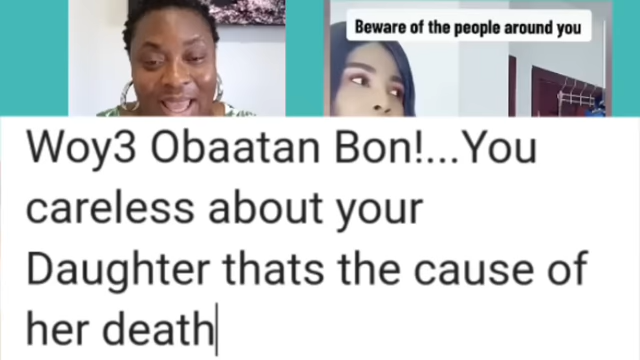 Beware of the people around you
Woy3 Obaatan Bon!...You
careless about your
Daughter thats the cause of
her death